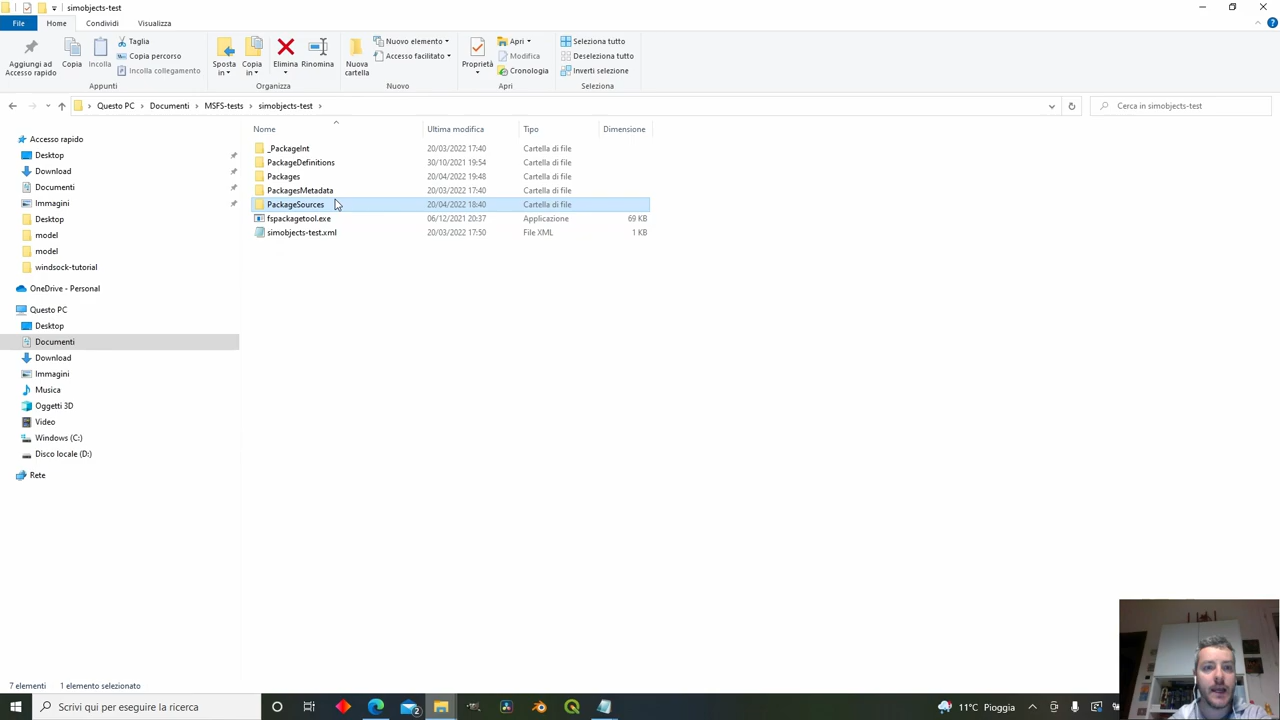 simobjects-test
File Home Condividi Visualizza
Aggiungi ad Accesso rapido
Copia
Incolla
Taglia
Copia percorso
Incolla collegamento
Appunti
Sposta in
Copia in
Elimina
Rinomina
Organizza
Nuova cartella
Nuovo elemento
Accesso facilitato
Nuovo
Proprietà
Apri
Modifica
Cronologia
Apri
Seleziona tutto
Deseleziona tutto
Inverti selezione
Seleziona
Questo PC > Documenti > MSFS-tests > simobjects-test >
Cerca in simobjects-test
Accesso rapido
Desktop
Download
Documenti
Immagini
Desktop
model
model
windsock-tutorial
OneDrive - Personal
Questo PC
Desktop
Documenti
Download
Immagini
Musica
Oggetti 3D
Video
Windows (C:)
Disco locale (D:)
Rete
Nome Ultima modifica Tipo Dimensione
_PackageInt 20/03/2022 17:40 Cartella di file
PackageDefinitions 30/10/2021 19:54 Cartella di file
Packages 20/04/2022 19:48 Cartella di file
PackagesMetadata 20/03/2022 17:40 Cartella di file
PackageSources 20/04/2022 18:40 Cartella di file
fspackagetool.exe 06/12/2021 20:37 Applicazione 69 KB
simobjects-test.xml 20/03/2022 17:50 File XML 1 KB
7 elementi 1 elemento selezionato
Scrivi qui per eseguire la ricerca
2
11°C Pioggia